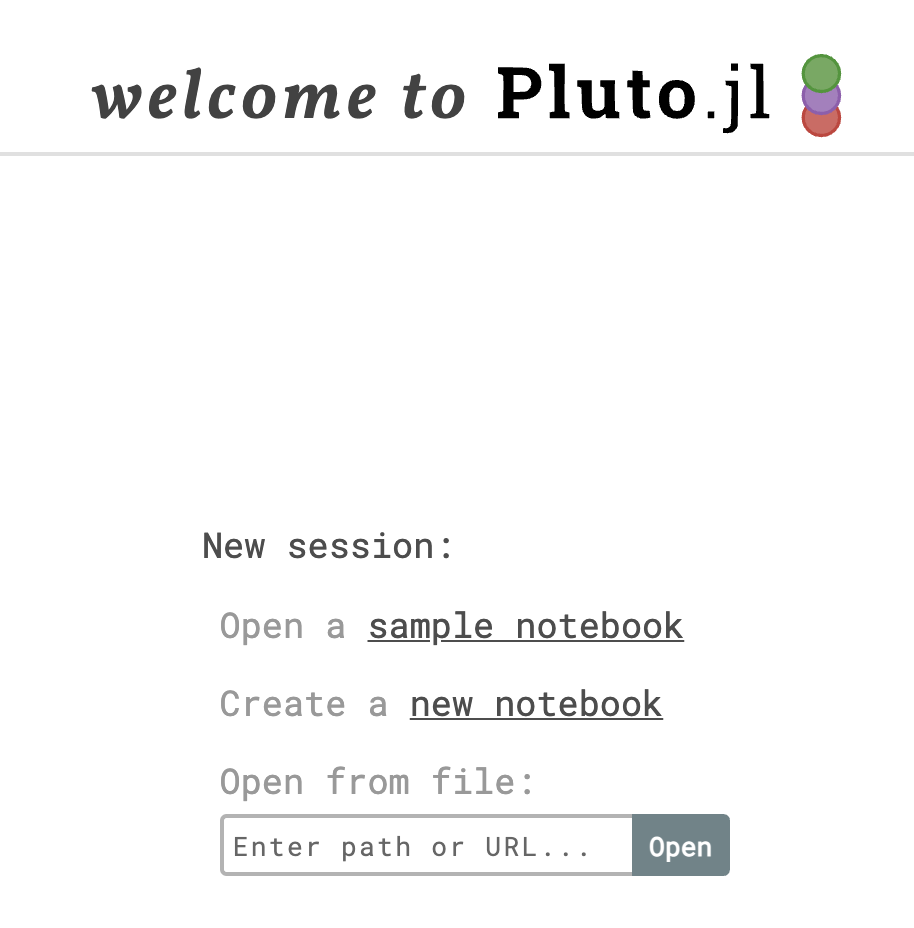 welcome to Pluto.jl
New session:
Open a sample notebook
Create a new notebook
Open from file:
Enter path or URL... Open